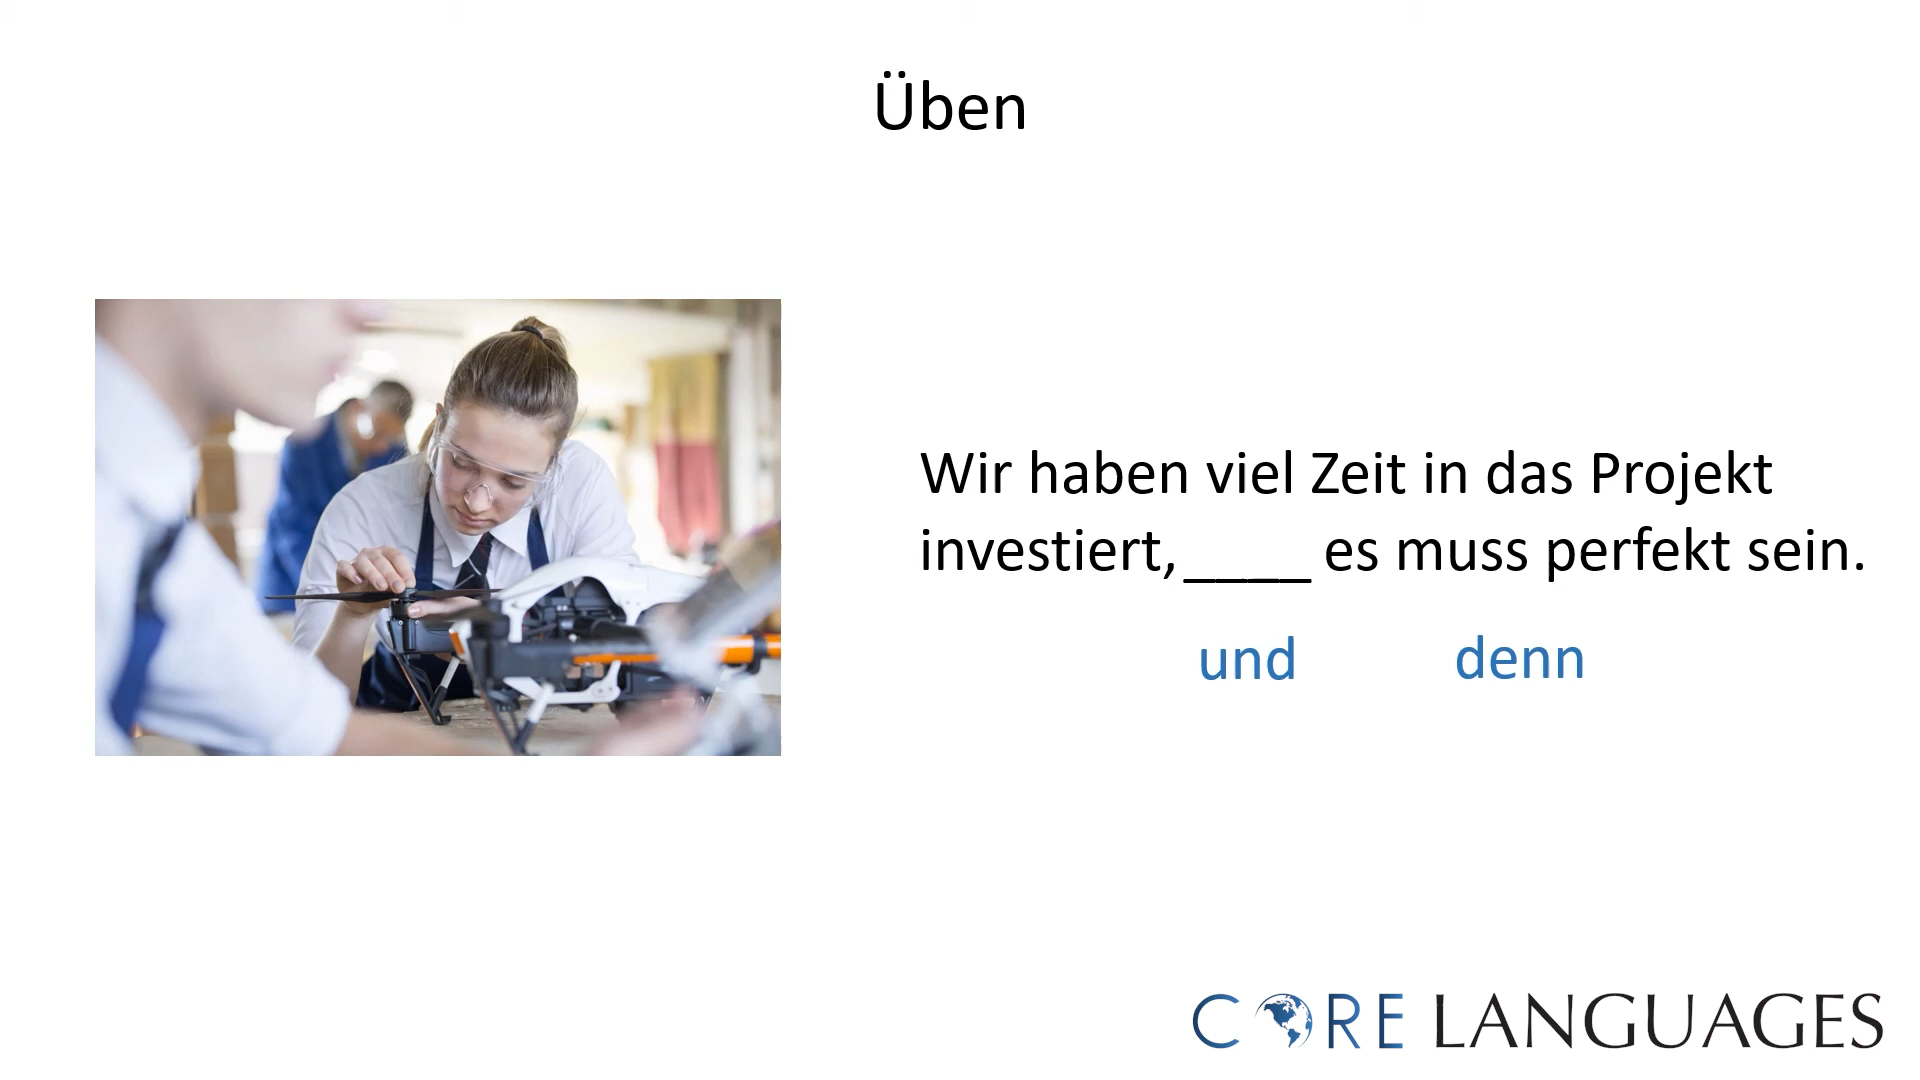 Üben
Wir haben viel Zeit in das Projekt
investiert, ____ es muss perfekt sein.
und denn
CORE LANGUAGES